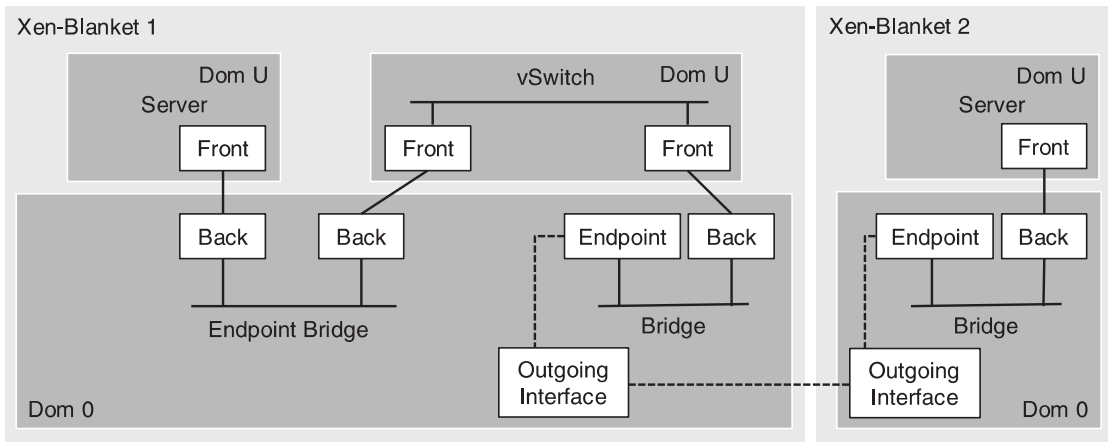 Xen-Blanket 1
Dom U
Server
Front
vSwitch
Dom U
Front
Front
Back
Back
Endpoint
Back
Endpoint Bridge
Bridge
Outgoing
Interface
Dom 0
Xen-Blanket 2
Dom U
Server
Front
Endpoint
Back
Bridge
Outgoing
Interface
Dom 0